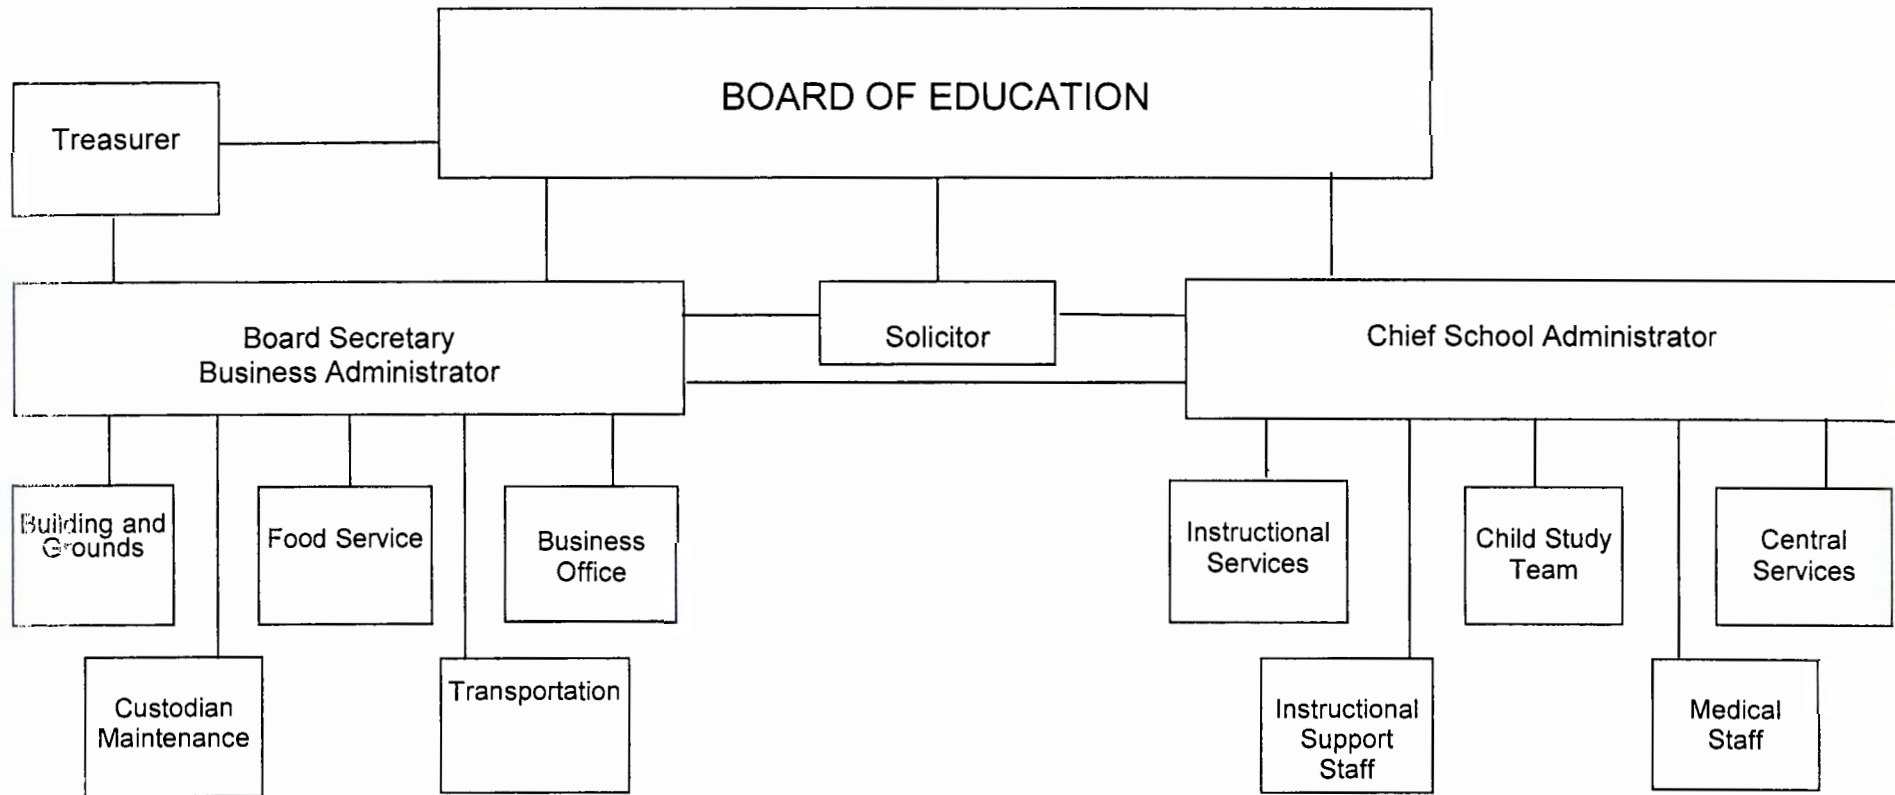 BOARD OF EDUCATION
Treasurer
Board Secretary
Business Administrator
Solicitor
Chief School Administrator
Building and
Grounds
Food Service
Business
Office
Instructional
Services
Child Study
Team
Central
Services
Custodian
Maintenance
Transportation
Instructional
Support
Staff
Medical
Staff